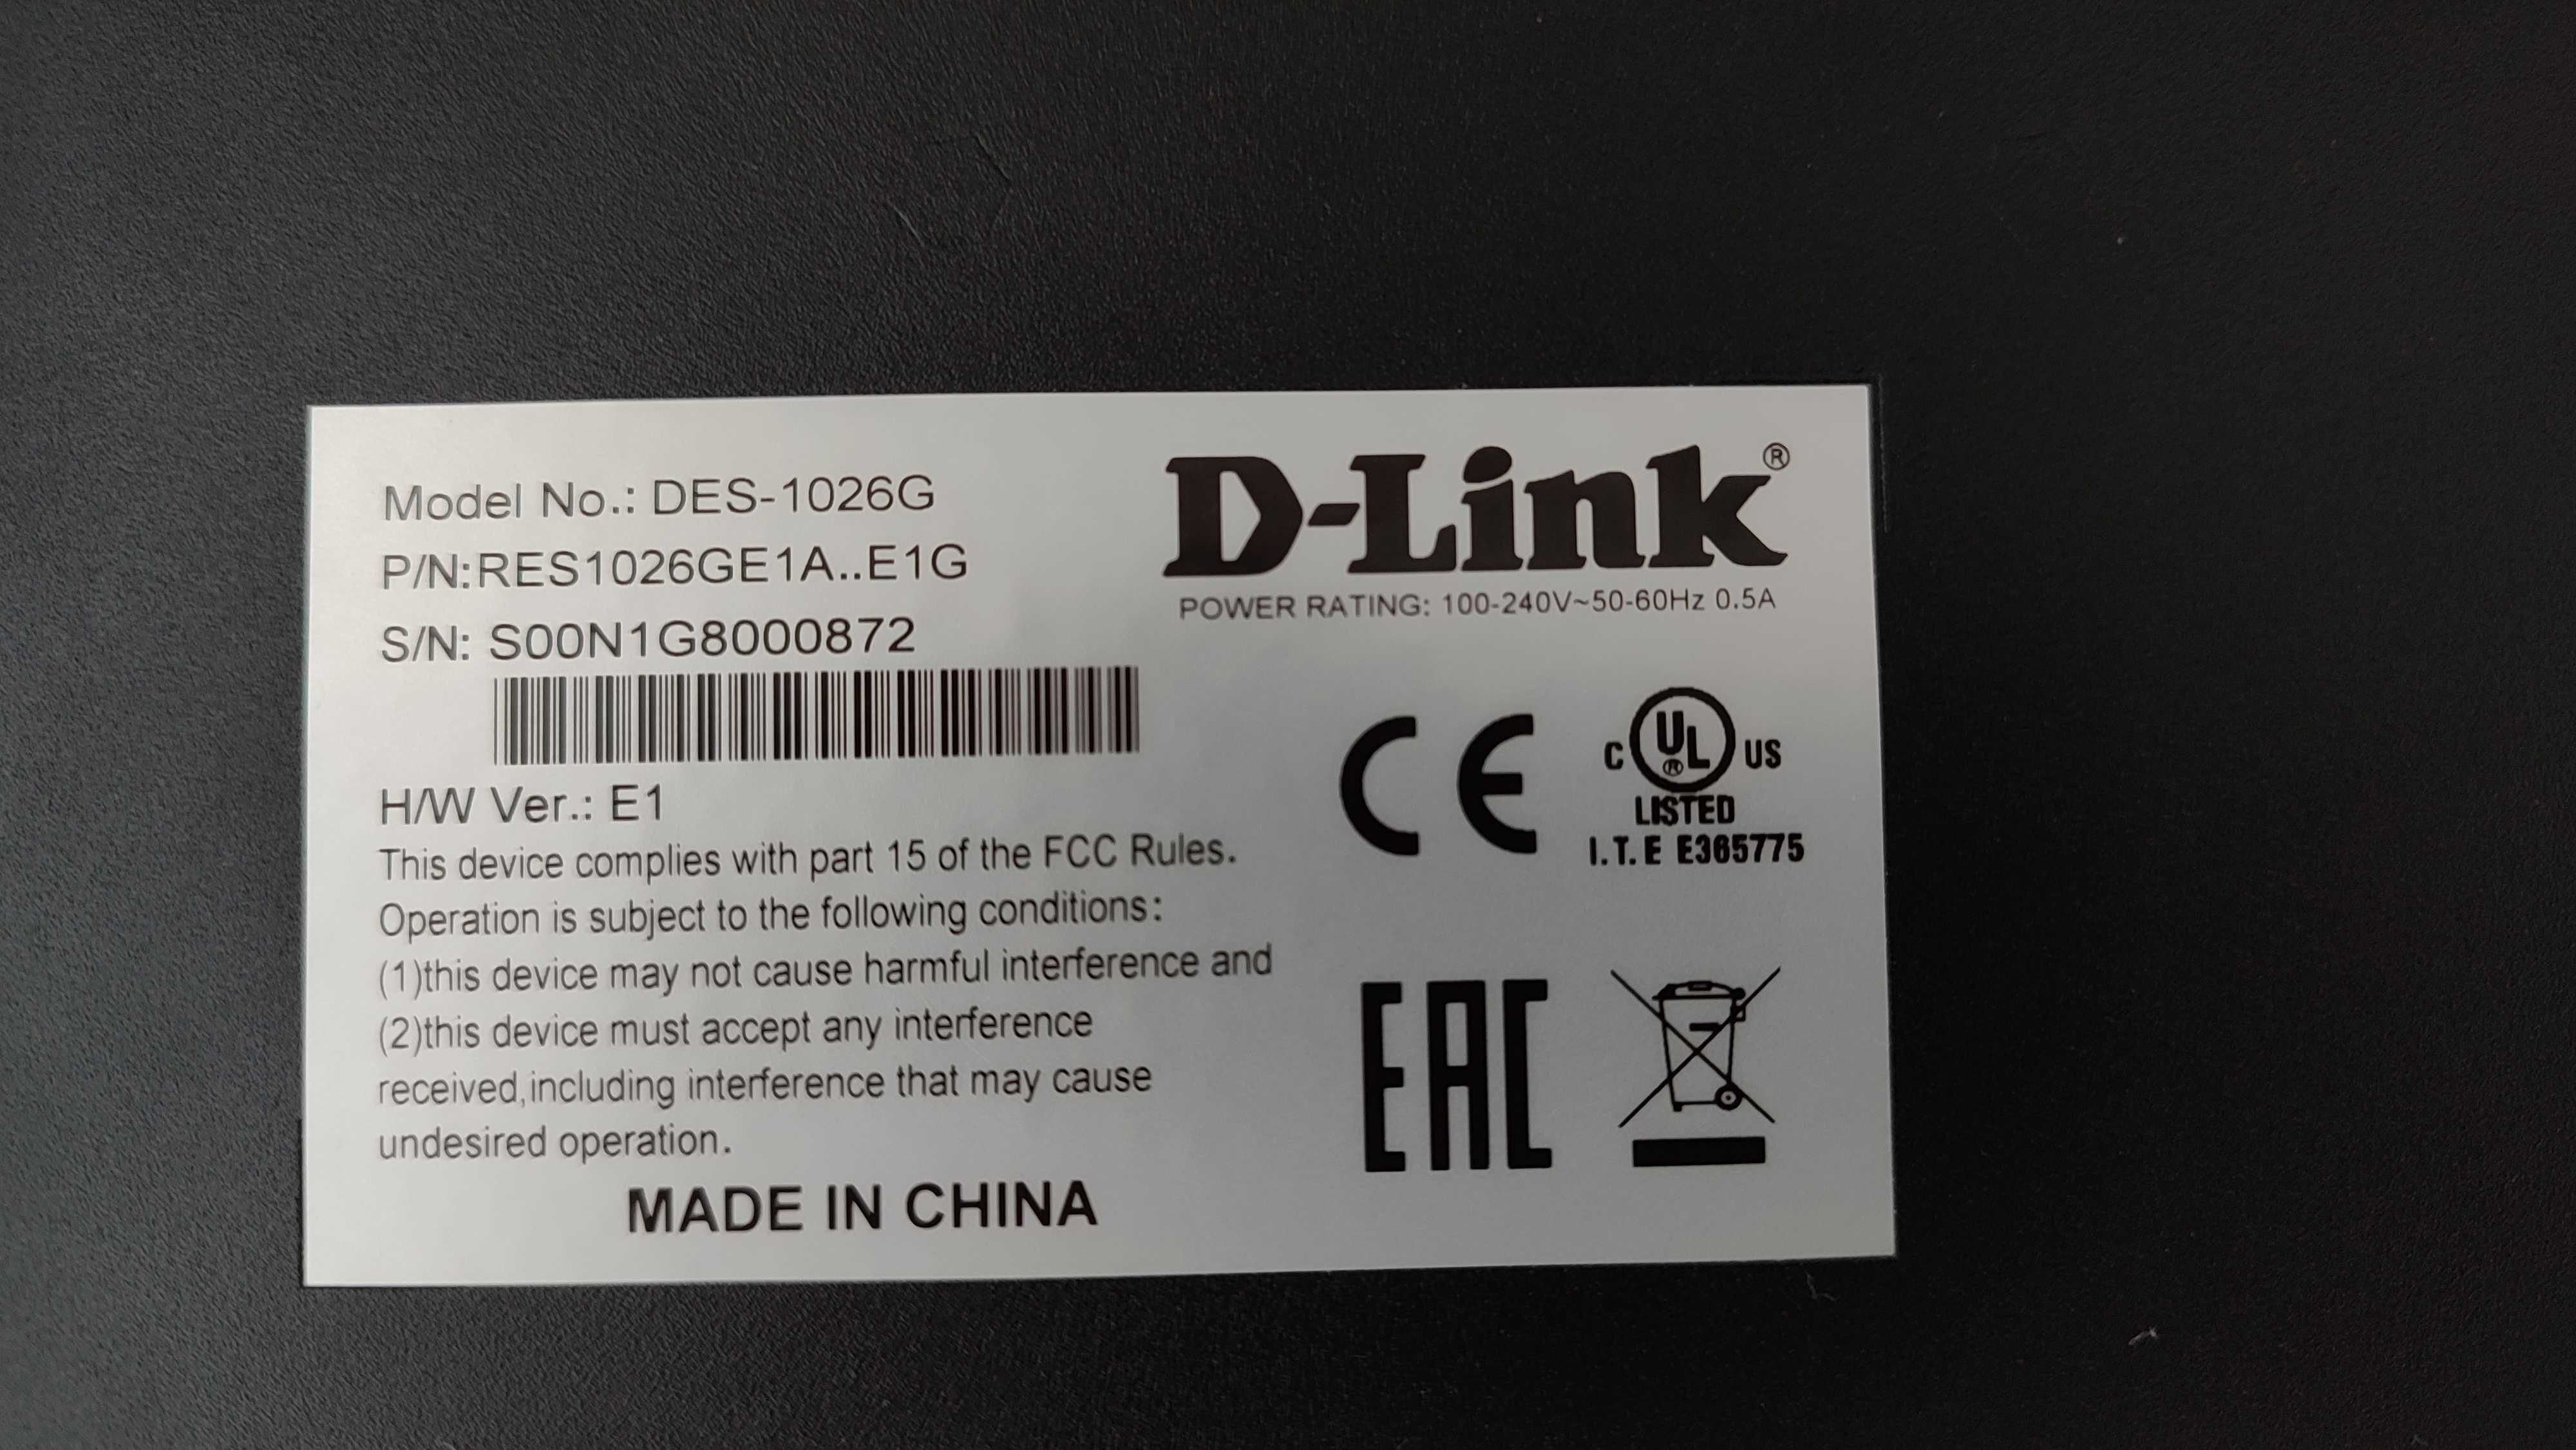 Model No.: DES-1026G
P/N:RES1026GE1A..E1G
S/N: S00N1G8000872
H/W Ver.: E1
This device complies with part 15 of the FCC Rules.
Operation is subject to the following conditions:
(1)this device may not cause harmful interference and
(2)this device must accept any interference
received,including interference that may cause
undesired operation.
MADE IN CHINA
D-Link®
POWER RATING: 100-240V~50-60Hz 0.5A
CE
C UL® US
LISTED
I.T.E E365775
EAC